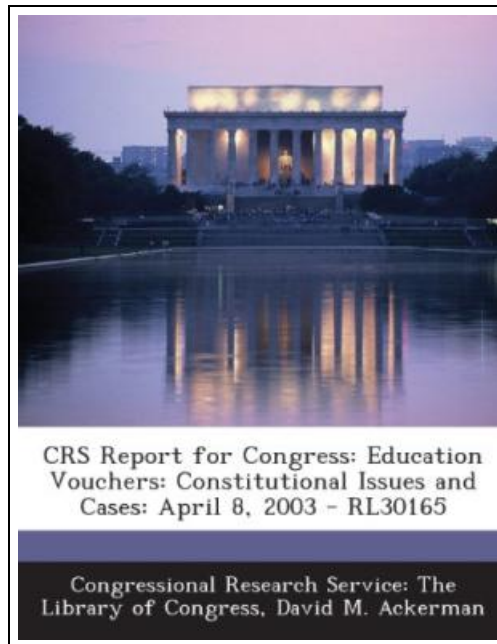 CRS Report for Congress: Education
Vouchers: Constitutional Issues and
Cases: April 8, 2003 - RL30165
Congressional Research Service: The
Library of Congress, David M. Ackerman